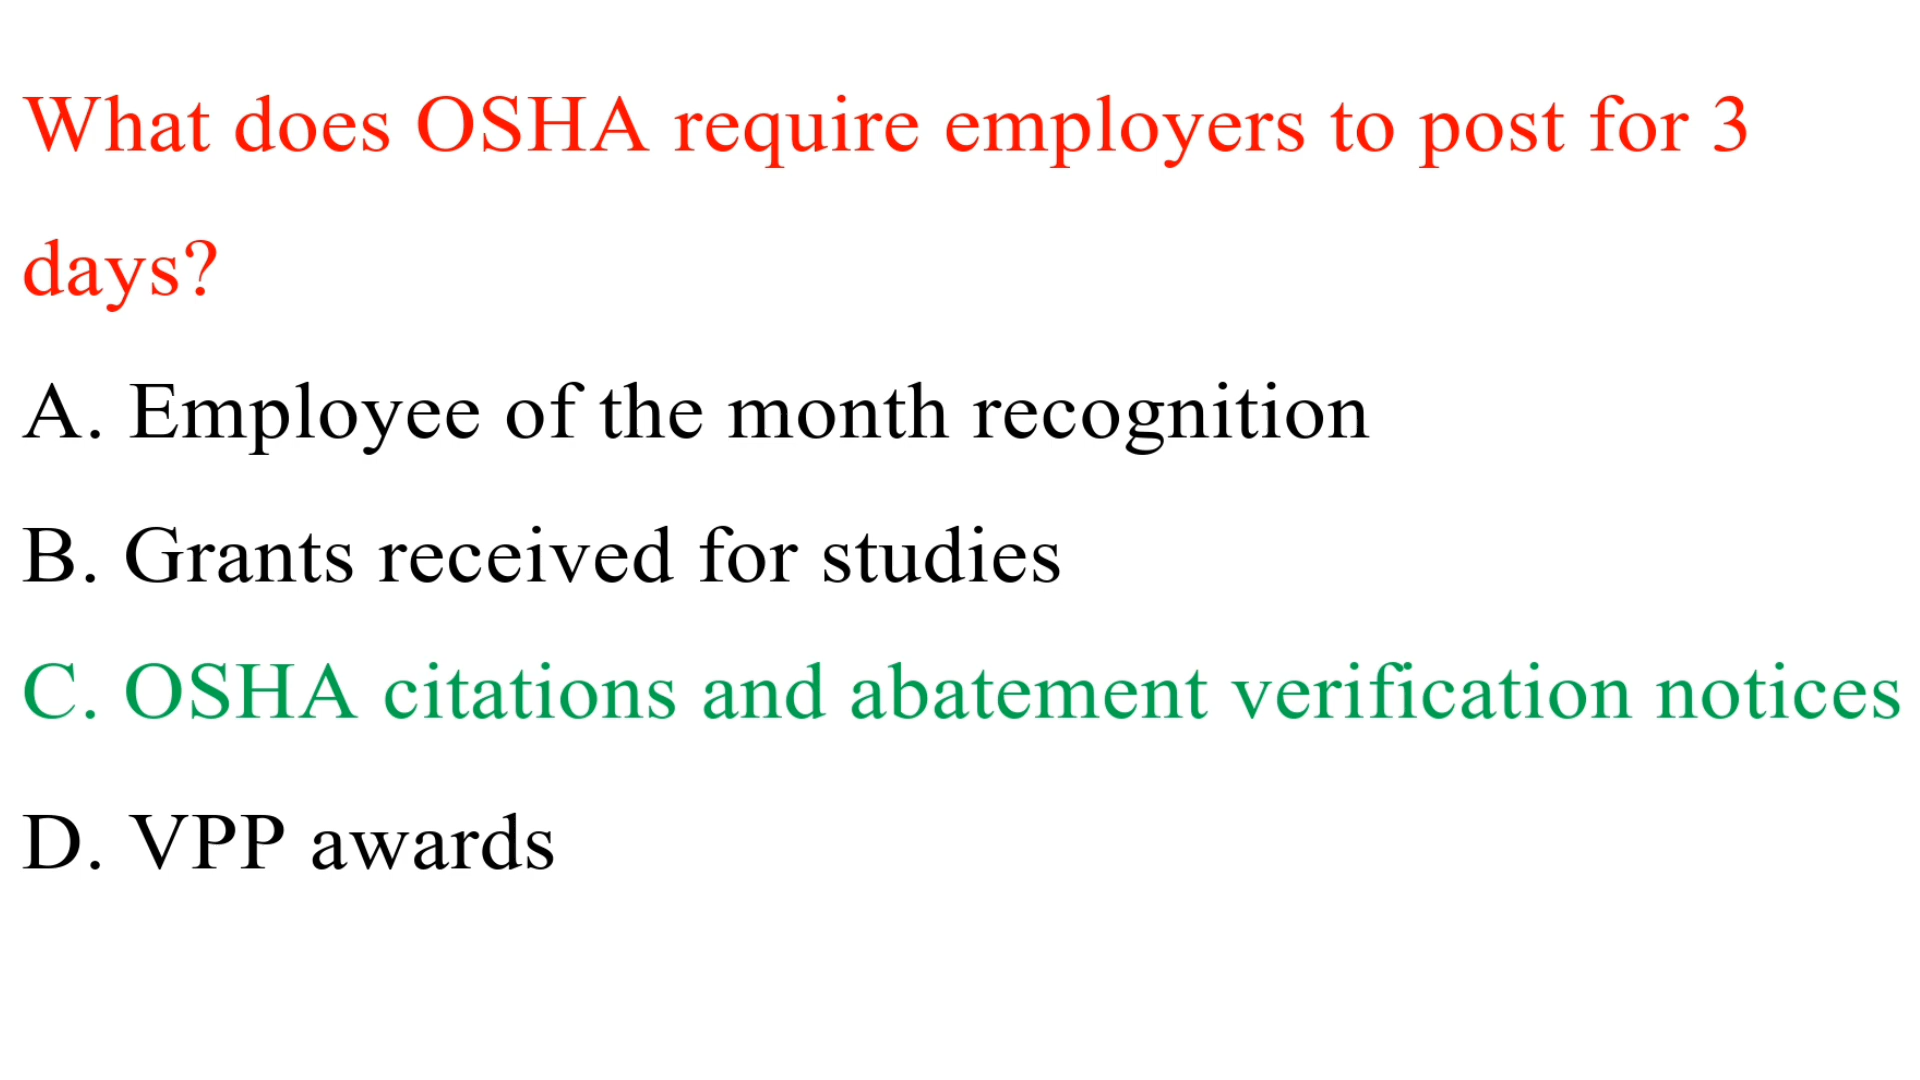 What does OSHA require employers to post for 3
days?
A. Employee of the month recognition
B. Grants received for studies
C. OSHA citations and abatement verification notices
D. VPP awards